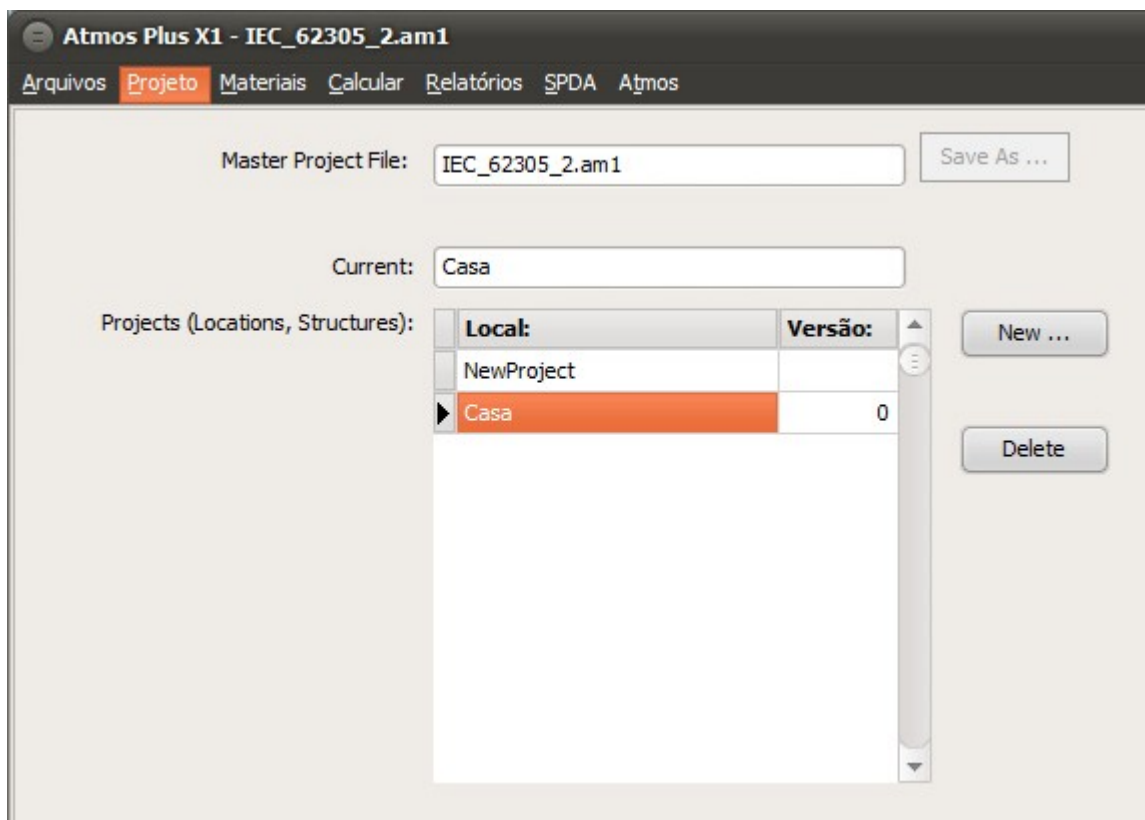 Atmos Plus X1 - IEC_62305_2.am1
Arquivos Projeto Materiais Calcular Relatórios SPDA Atmos
Master Project File: IEC_62305_2.am1 Save As ...
Current: Casa
Projects (Locations, Structures): Local: Versão: New ...
NewProject
Casa 0
Delete